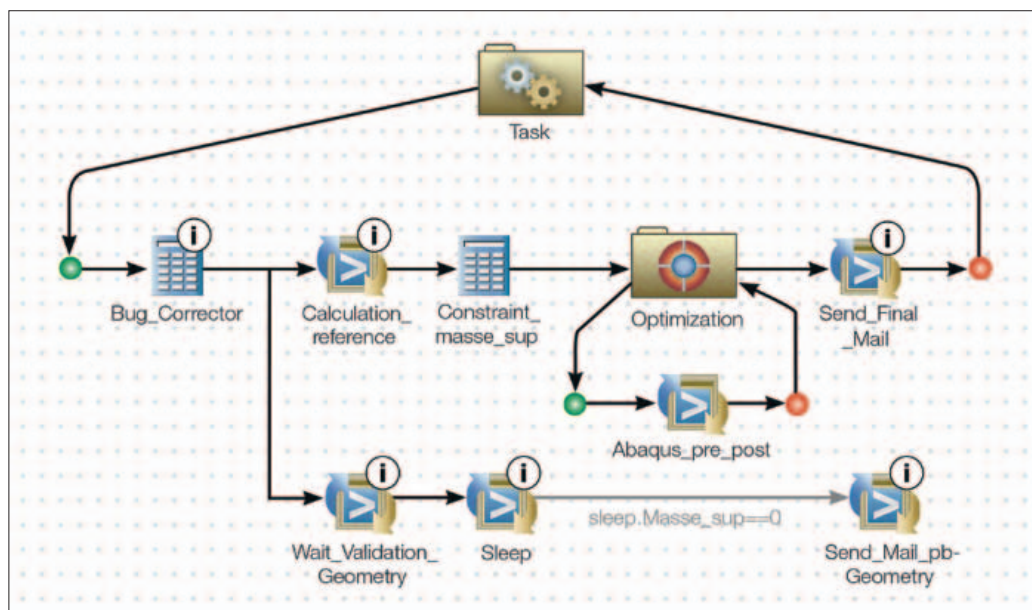 Task
Bug_Corrector
Calculation_
reference
Constraint_
masse_sup
Optimization
Send_Final
_Mail
Abaqus_pre_post
Wait_Validation_
Geometry
Sleep
sleep.Masse_sup==0
Send_Mail_pb-
Geometry